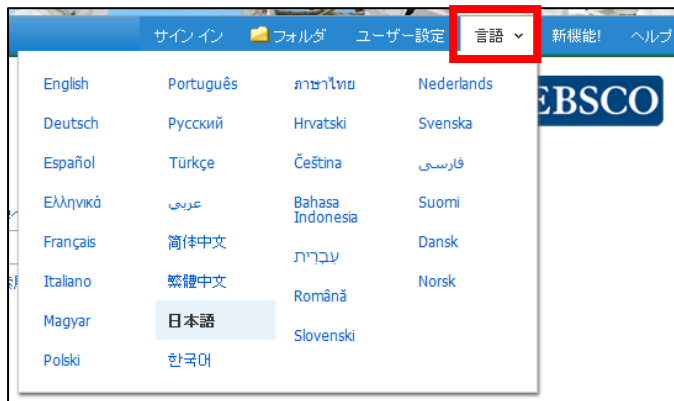 サインイン フォルダ ユーザー設定 言語 新機能! ヘルプ
English
Deutsch
Español
Ελληνικά
Français
Italiano
Magyar
Polski
Português
Русский
Türkçe
عربي
简体中文
繁體中文
日本語
한국어
ภาษาไทย
Hrvatski
Čeština
Bahasa
Indonesia
עִבְרִית
Română
Slovenski
Nederlands
Svenska
فارسی
Suomi
Dansk
Norsk
EBSCO